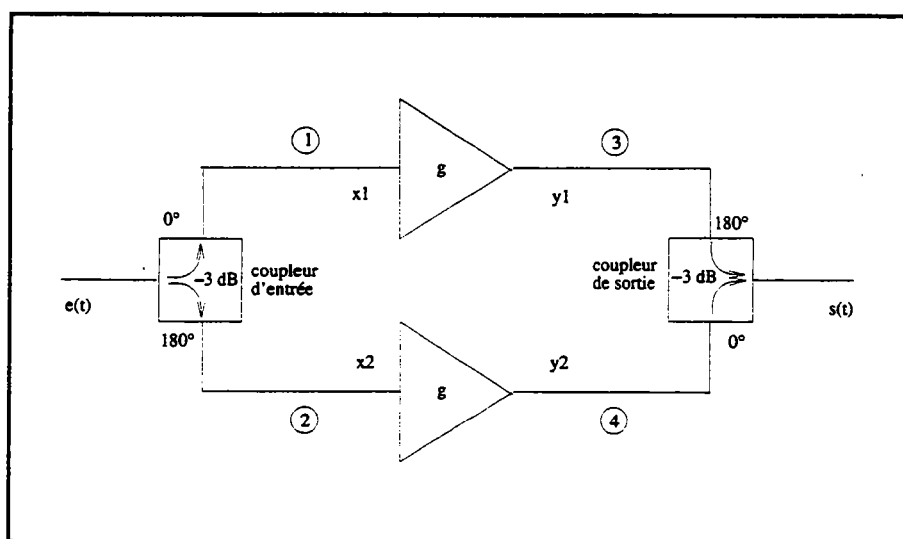 1
3
g
x1
y1
0°
180°
-3 dB
coupleur
d'entrée
coupleur
de sortie
-3 dB
e(t)
s(t)
180°
0°
x2
y2
g
2
4